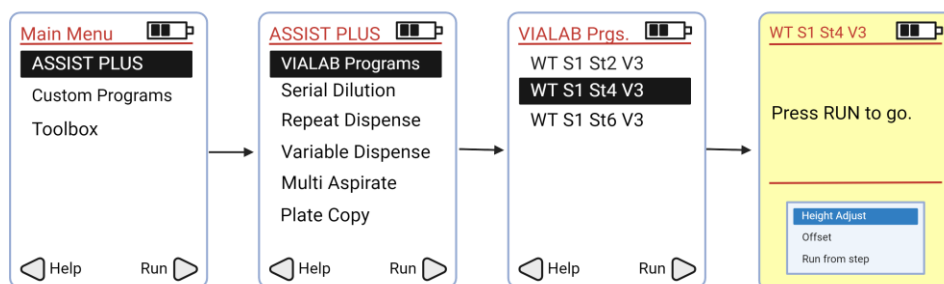 Main Menu
ASSIST PLUS
Custom Programs
Toolbox
Help
Run
ASSIST PLUS
VIALAB Programs
Serial Dilution
Repeat Dispense
Variable Dispense
Multi Aspirate
Plate Copy
Help
Run
VIALAB Prgs.
WT S1 St2 V3
WT S1 St4 V3
WT S1 St6 V3
Help
Run
WT S1 St4 V3
Press RUN to go.
Height Adjust
Offset
Run from step